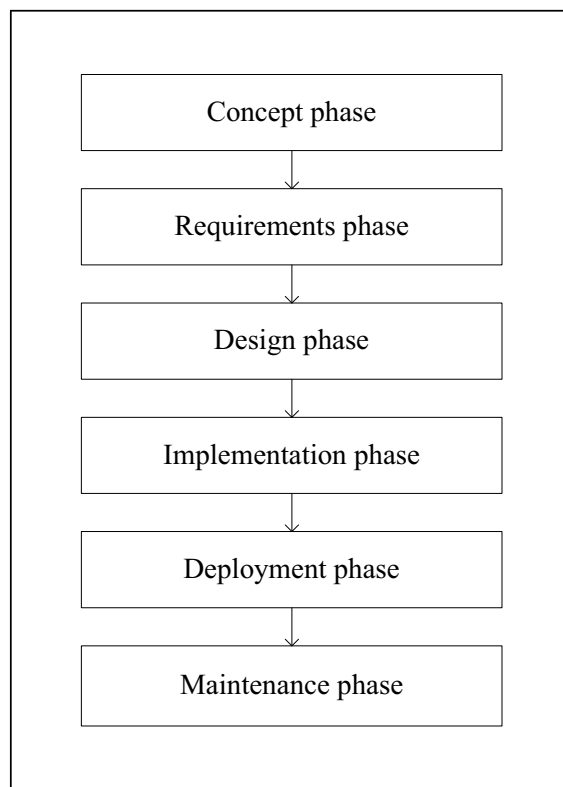 Concept phase
Requirements phase
Design phase
Implementation phase
Deployment phase
Maintenance phase